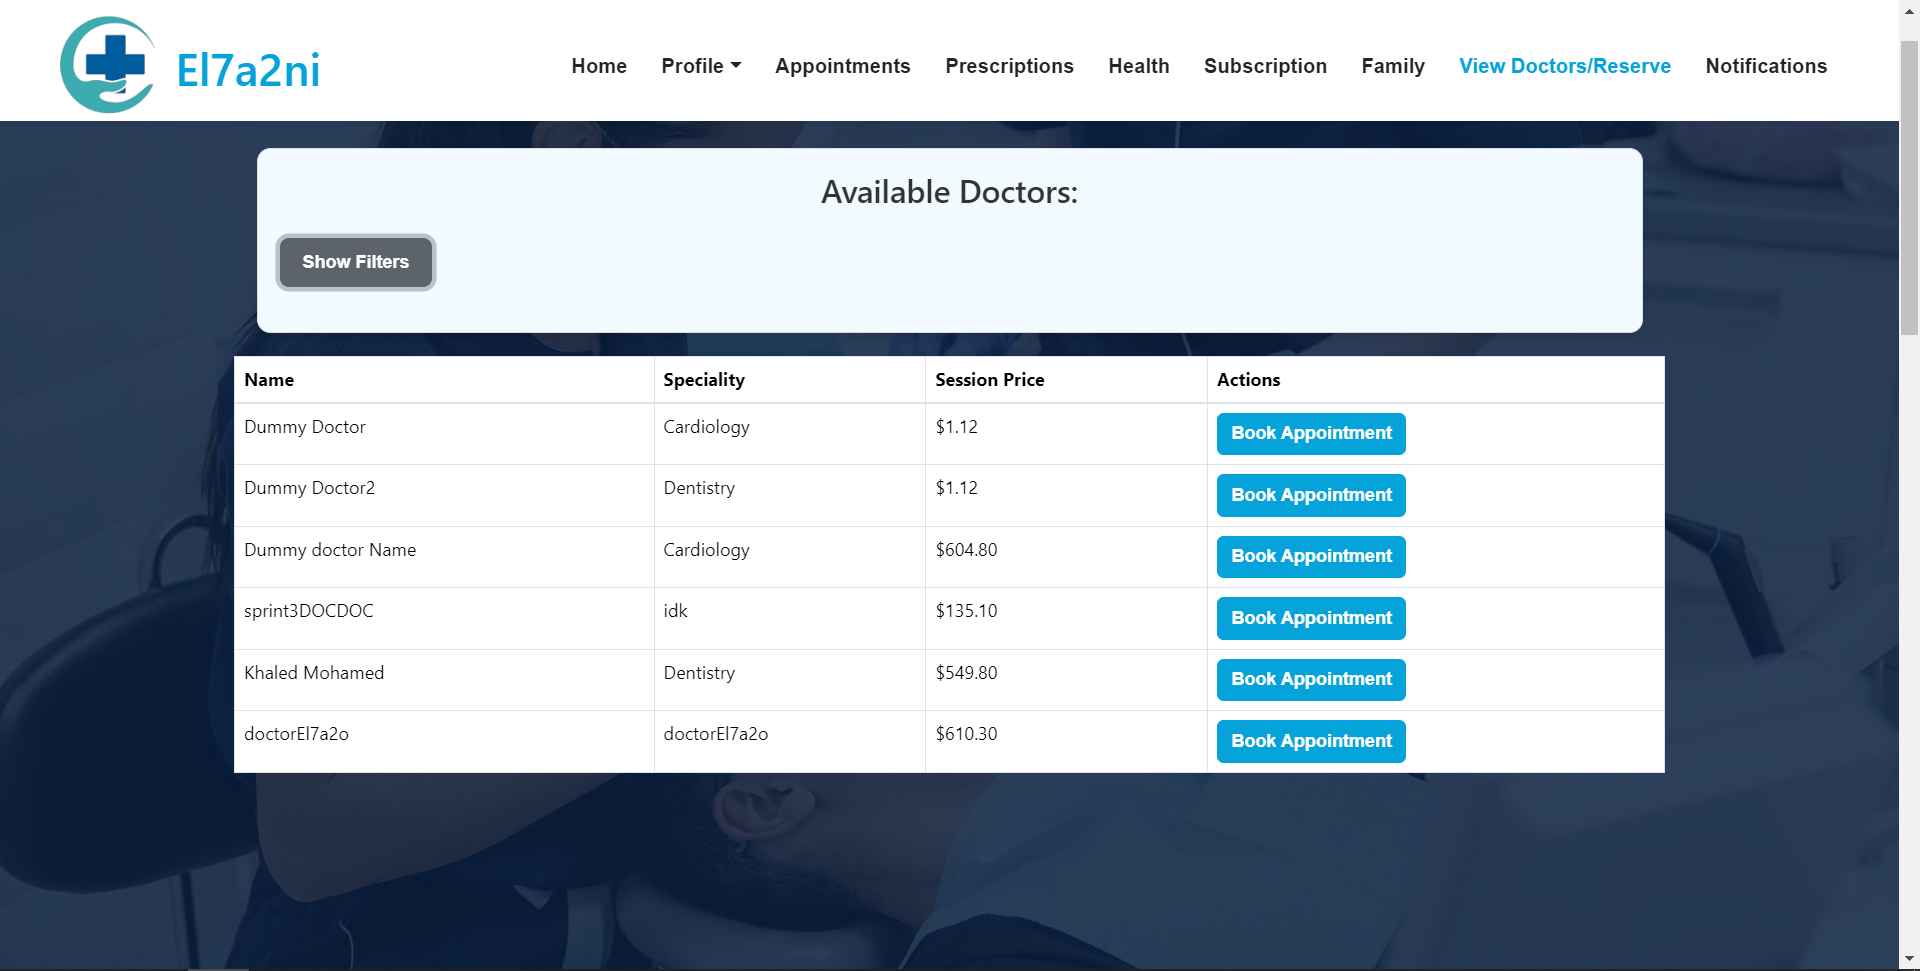 El7a2ni
Home Profile Appointments Prescriptions Health Subscription Family View Doctors/Reserve Notifications
Available Doctors:
Show Filters
Name Speciality Session Price Actions
Dummy Doctor Cardiology $1.12 Book Appointment
Dummy Doctor2 Dentistry $1.12 Book Appointment
Dummy doctor Name Cardiology $604.80 Book Appointment
sprint3DOCDOC idk $135.10 Book Appointment
Khaled Mohamed Dentistry $549.80 Book Appointment
doctorEl7a2o doctorEl7a2o $610.30 Book Appointment